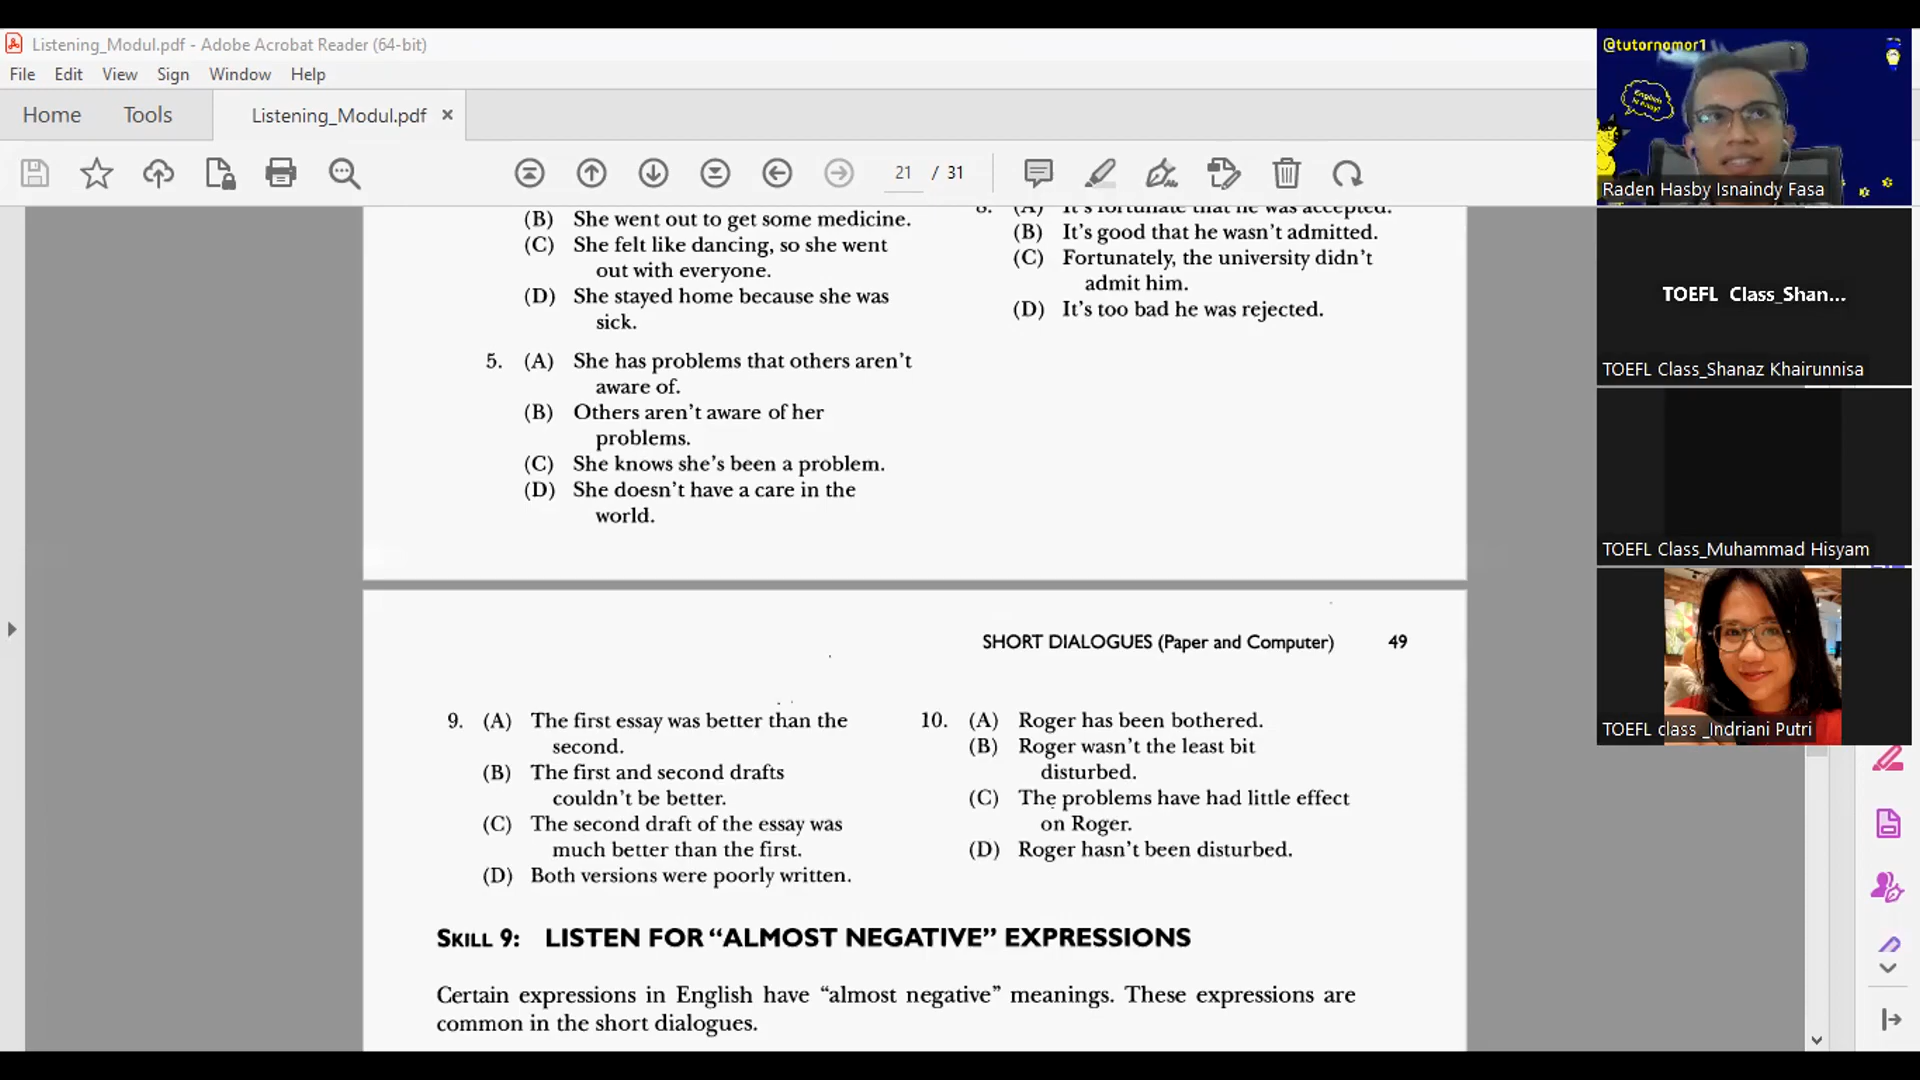 Listening_Modul.pdf - Adobe Acrobat Reader (64-bit)
File Edit View Sign Window Help
Home Tools Listening_Modul.pdf ×
21 / 31
(B) She went out to get some medicine.
(C) She felt like dancing, so she went
out with everyone.
(D) She stayed home because she was
sick.
5. (A) She has problems that others aren't
aware of.
(B) Others aren't aware of her
problems.
(C) She knows she's been a problem.
(D) She doesn't have a care in the
world.
8. (A) It's fortunate that he was accepted.
(B) It's good that he wasn't admitted.
(C) Fortunately, the university didn't
admit him.
(D) It's too bad he was rejected.
SHORT DIALOGUES (Paper and Computer) 49
9. (A) The first essay was better than the
second.
(B) The first and second drafts
couldn't be better.
(C) The second draft of the essay was
much better than the first.
(D) Both versions were poorly written.
10. (A) Roger has been bothered.
(B) Roger wasn't the least bit
disturbed.
(C) The problems have had little effect
on Roger.
(D) Roger hasn't been disturbed.
SKILL 9: LISTEN FOR "ALMOST NEGATIVE" EXPRESSIONS
Certain expressions in English have "almost negative" meanings. These expressions are
common in the short dialogues.
@tutornomor1
Raden Hasby Isnaindy Fasa
TOEFL Class_Shan...
TOEFL Class_Shanaz Khairunnisa
TOEFL Class_Muhammad Hisyam
TOEFL class _Indriani Putri